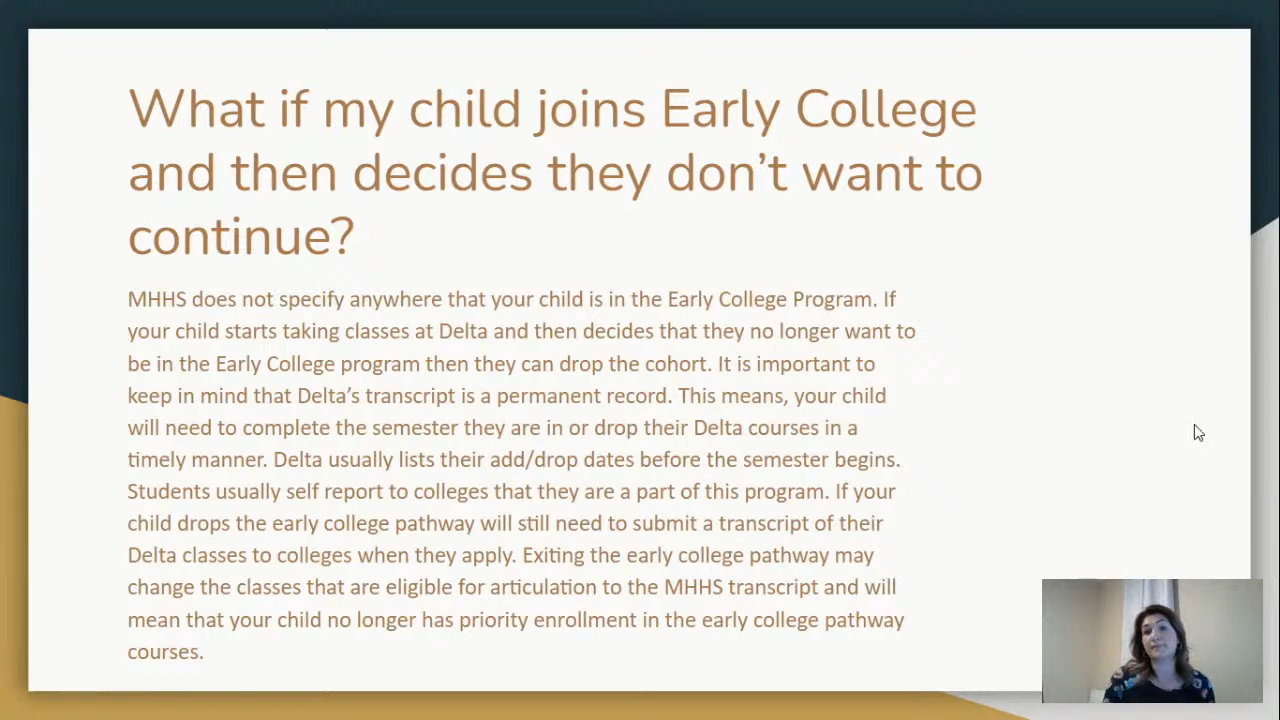 What if my child joins Early College
and then decides they don’t want to
continue?
MHHS does not specify anywhere that your child is in the Early College Program. If
your child starts taking classes at Delta and then decides that they no longer want to
be in the Early College program then they can drop the cohort. It is important to
keep in mind that Delta’s transcript is a permanent record. This means, your child
will need to complete the semester they are in or drop their Delta courses in a
timely manner. Delta usually lists their add/drop dates before the semester begins.
Students usually self report to colleges that they are a part of this program. If your
child drops the early college pathway will still need to submit a transcript of their
Delta classes to colleges when they apply. Exiting the early college pathway may
change the classes that are eligible for articulation to the MHHS transcript and will
mean that your child no longer has priority enrollment in the early college pathway
courses.